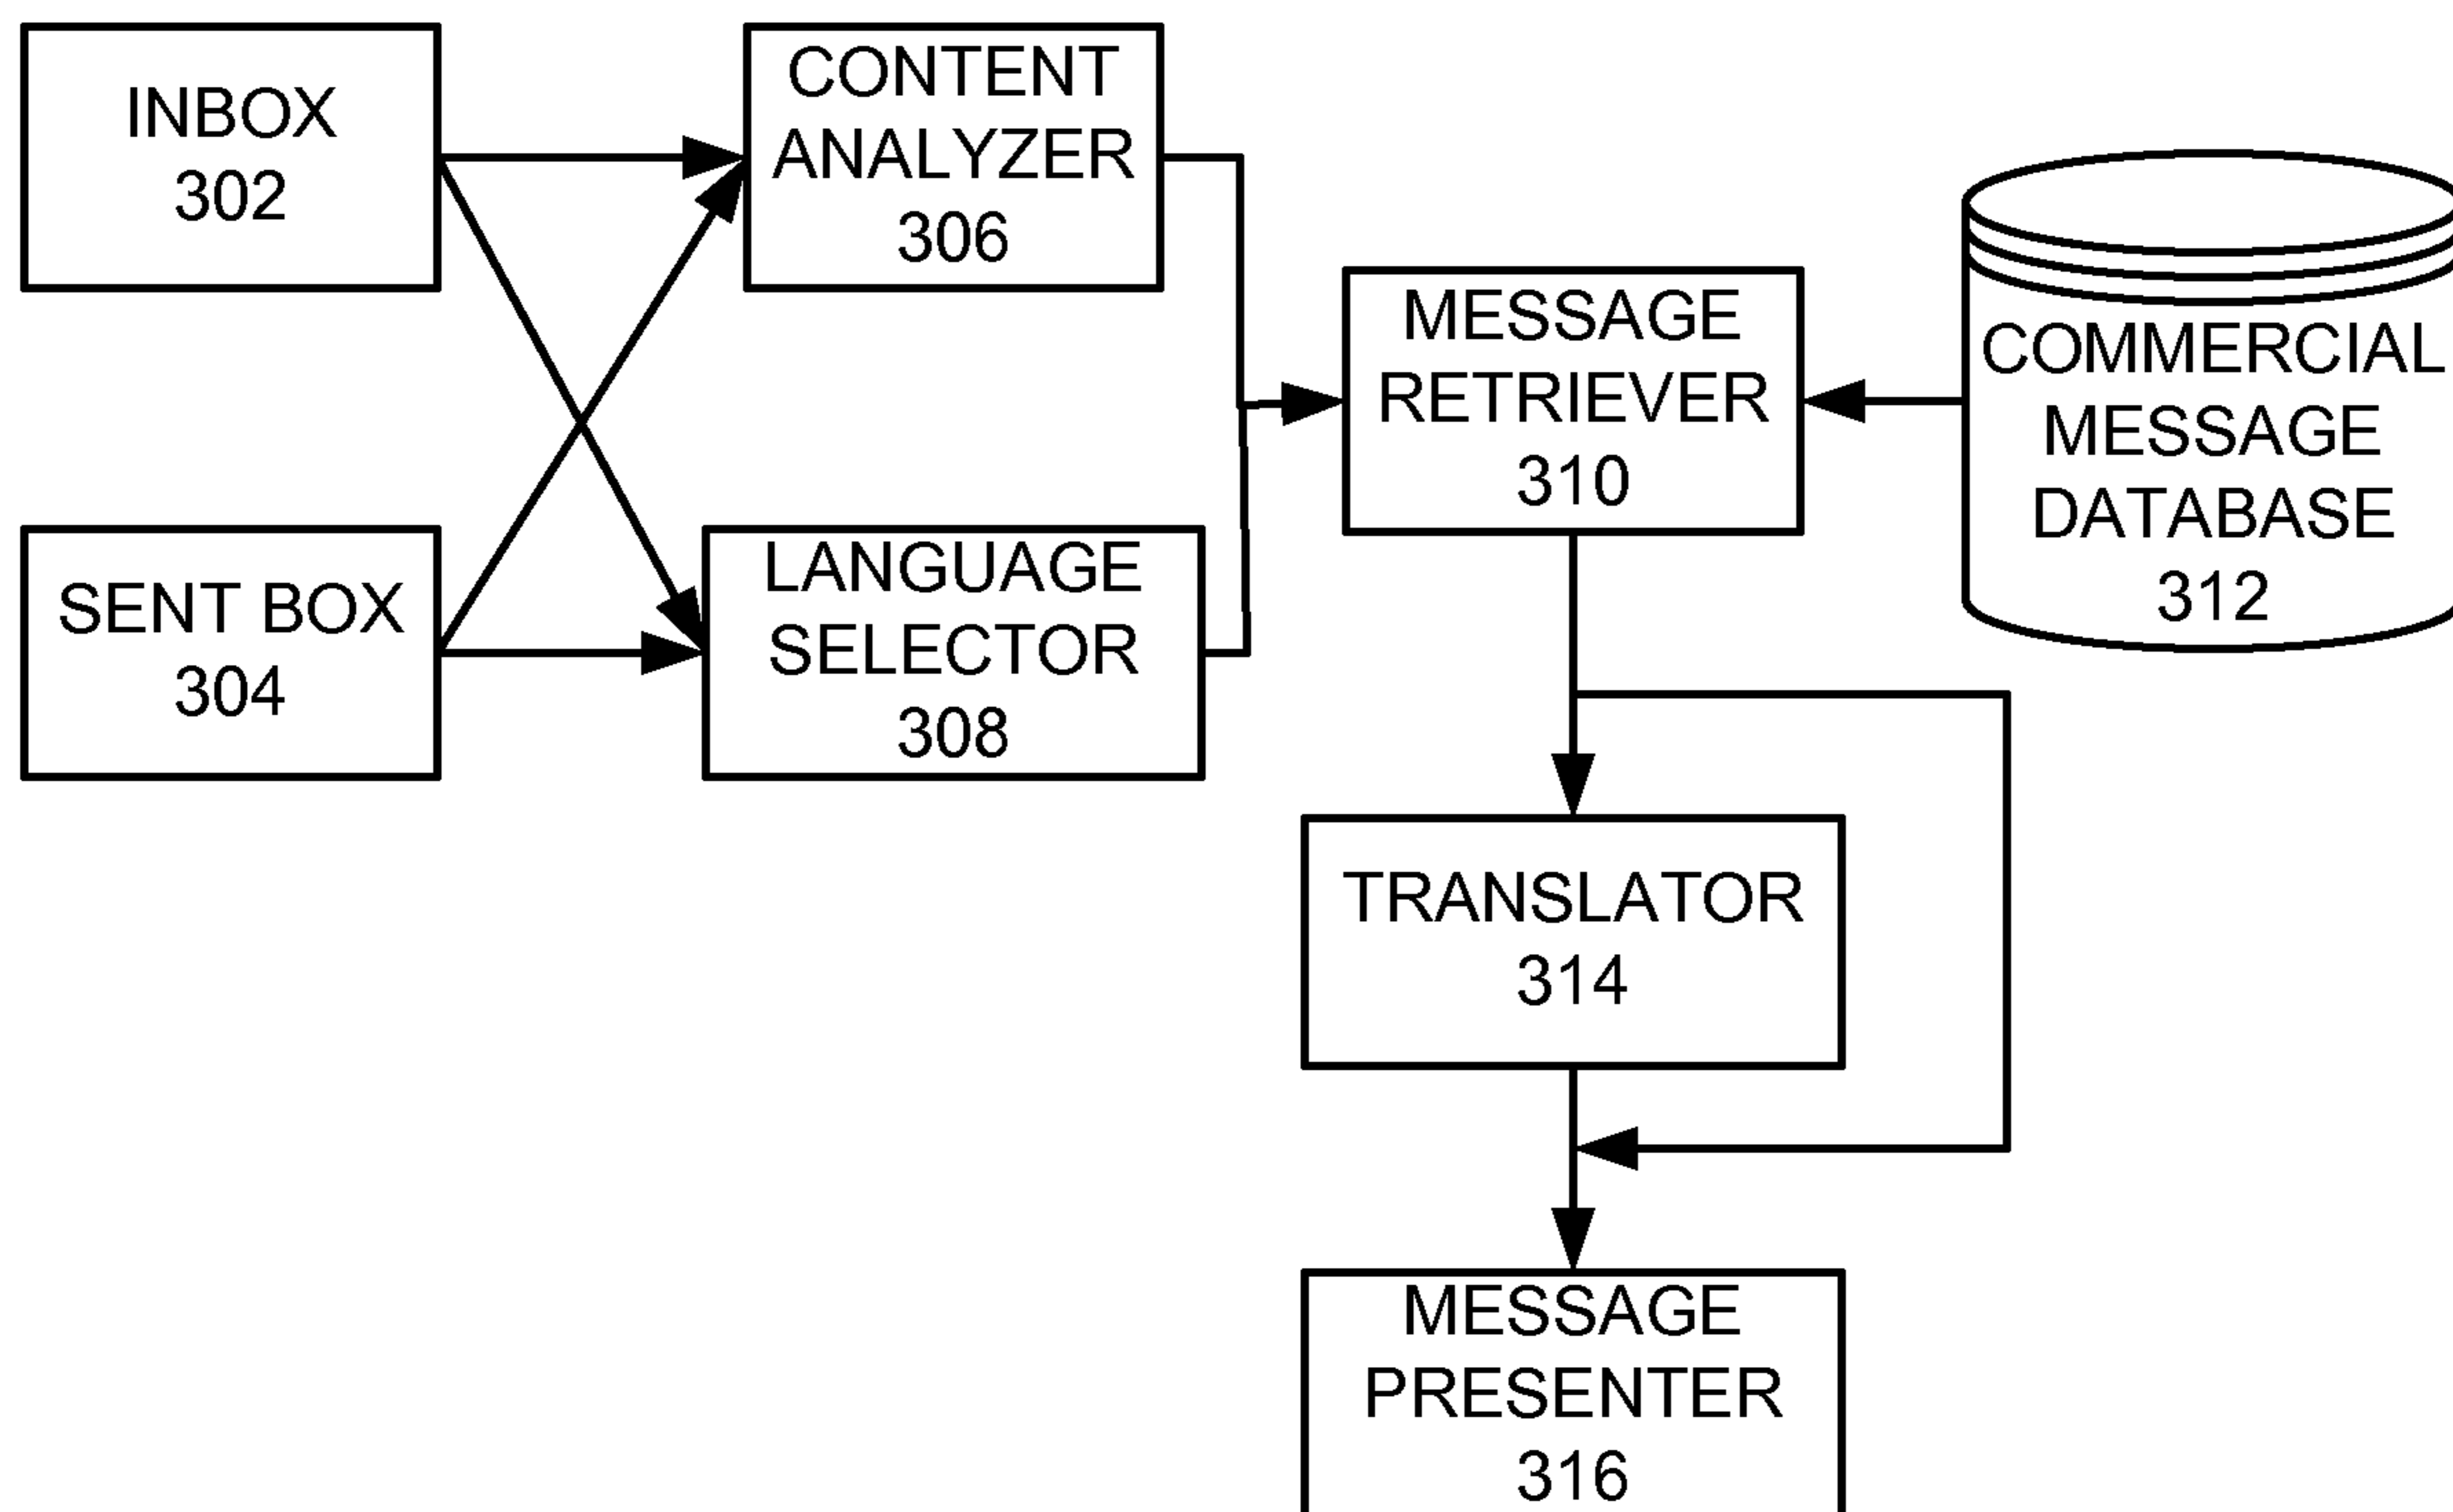 INBOX
302
CONTENT
ANALYZER
306
SENT BOX
304
LANGUAGE
SELECTOR
308
MESSAGE
RETRIEVER
310
COMMERCIAL
MESSAGE
DATABASE
312
TRANSLATOR
314
MESSAGE
PRESENTER
316